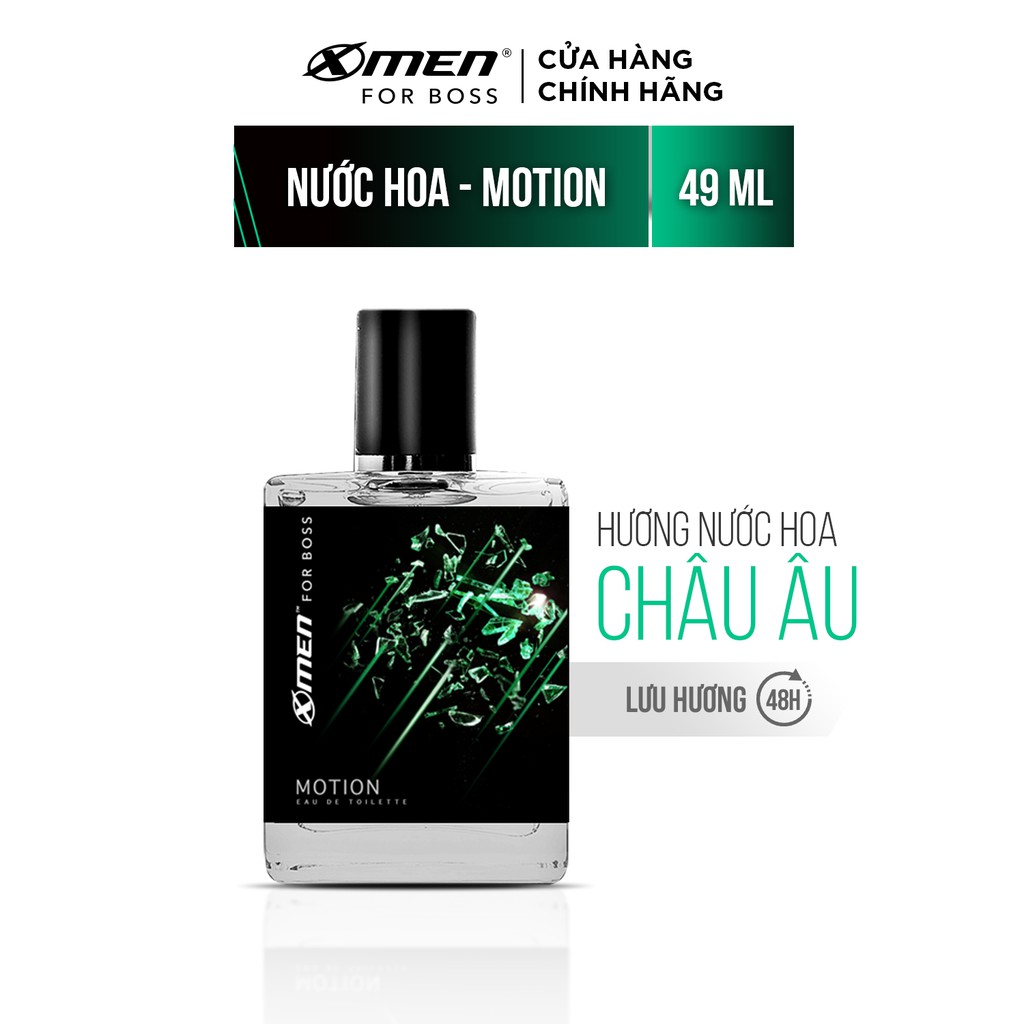 XMEN®
FOR BOSS
CỬA HÀNG
CHÍNH HÃNG
NƯỚC HOA - MOTION
49 ML
XMEN™ FOR BOSS
MOTION
EAU DE TOILETTE
HƯƠNG NƯỚC HOA
CHÂU ÂU
LƯU HƯƠNG 48H